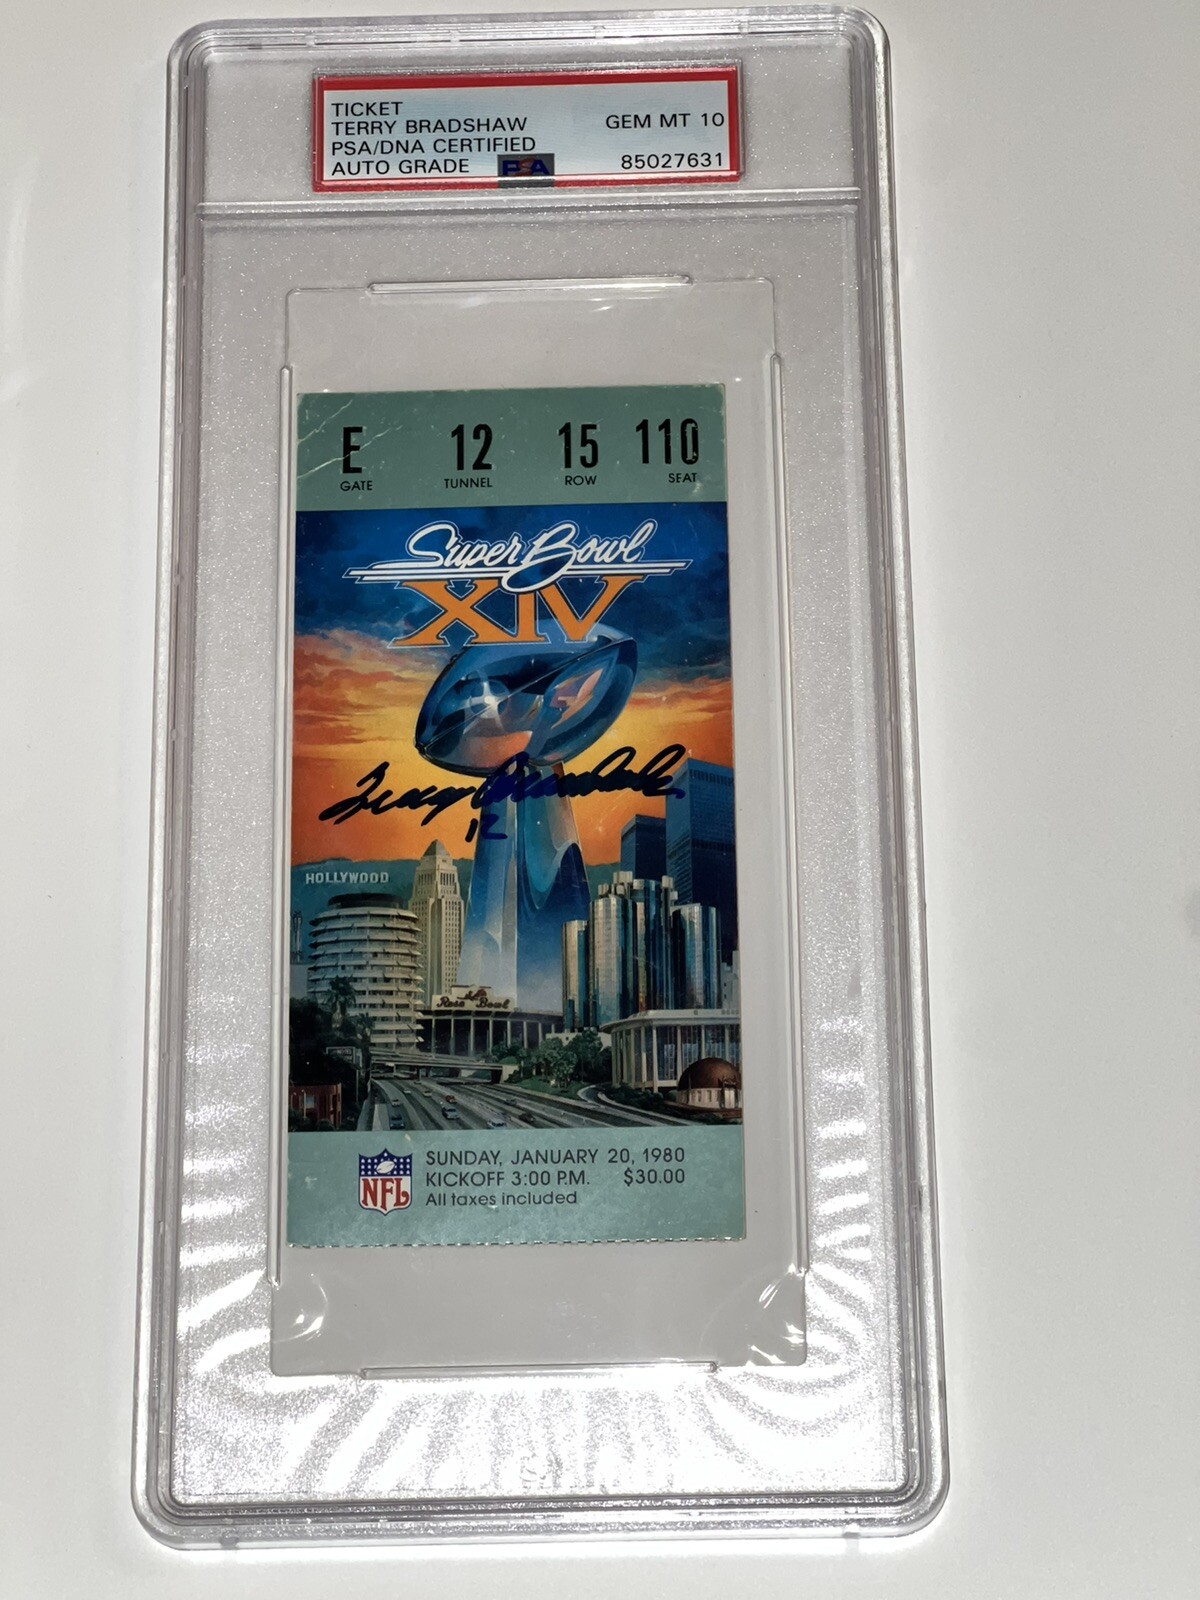 TICKET
TERRY BRADSHAW GEM MT 10
PSA/DNA CERTIFIED
AUTO GRADE PSA 85027631
E 12 15 110
GATE TUNNEL ROW SEAT
Super Bowl
XIV
Terry Bradshaw
12
HOLLYWOOD
Rose Bowl
NFL
SUNDAY, JANUARY 20, 1980
KICKOFF 3:00 P.M. $30.00
All taxes included